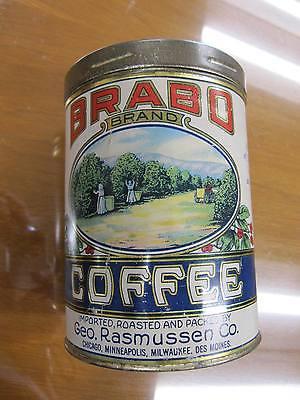 BRABO
BRAND
COFFEE
IMPORTED, ROASTED AND PACKED BY
Geo. Rasmussen Co.
CHICAGO, MINNEAPOLIS, MILWAUKEE, DES MOINES.